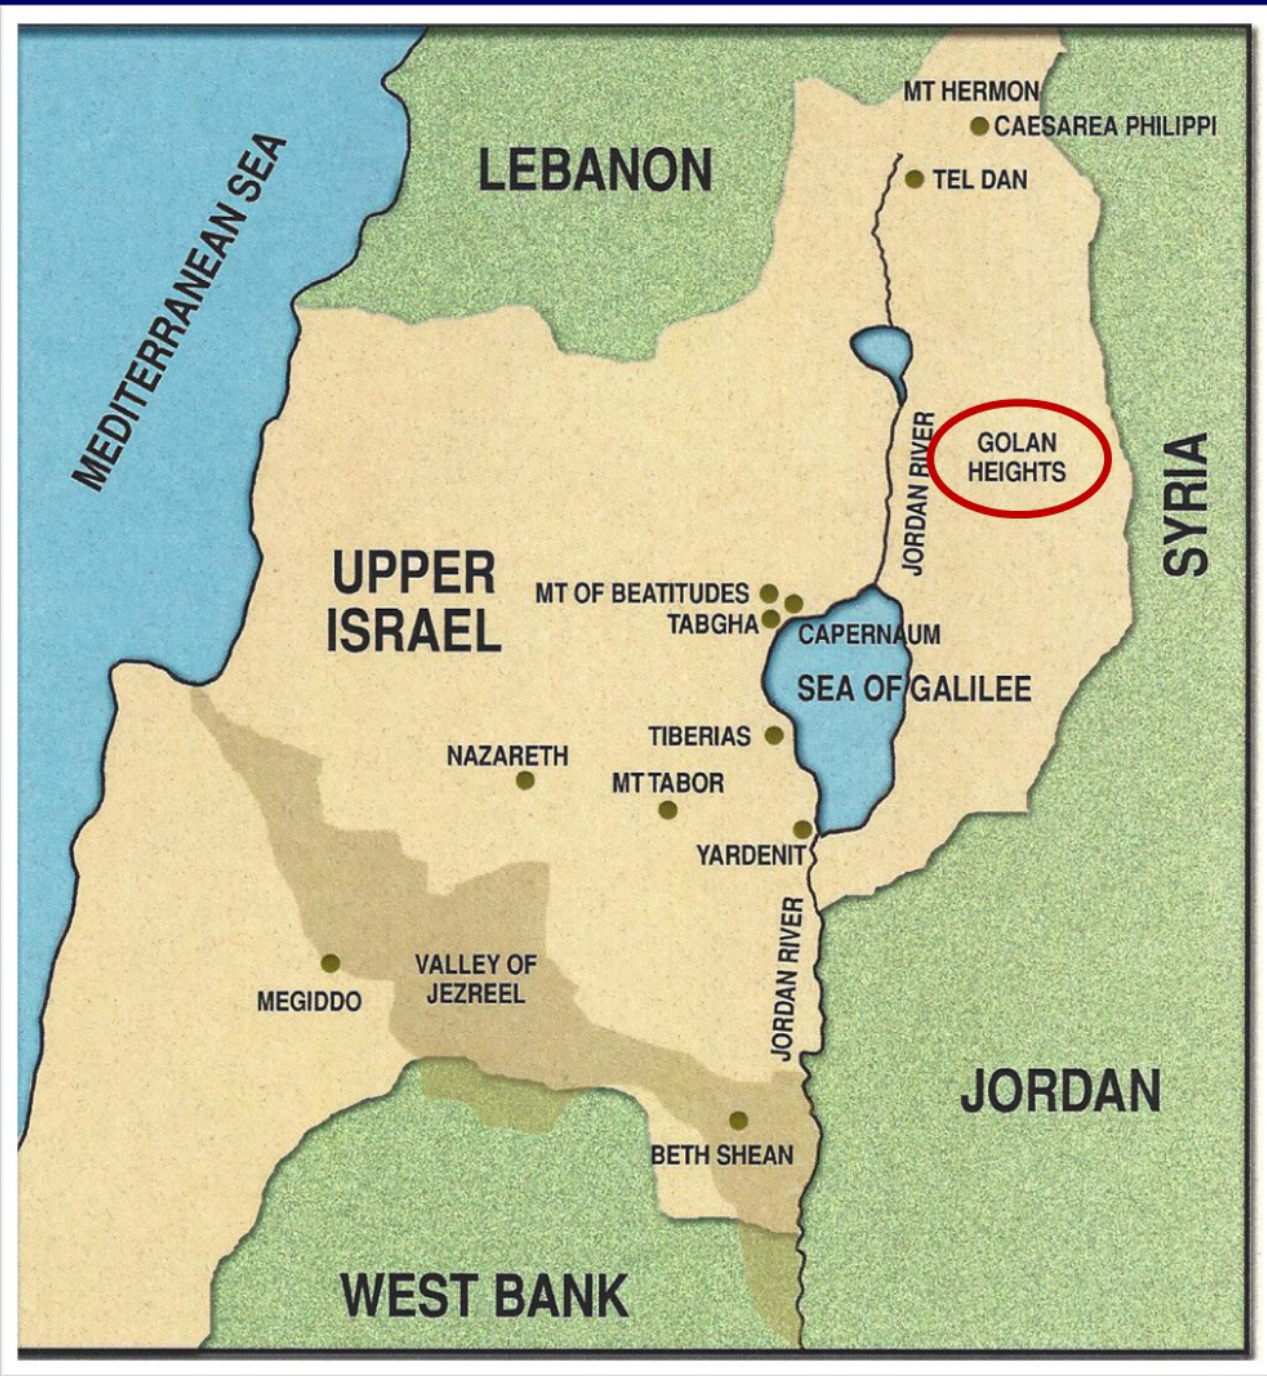 MT HERMON
CAESAREA PHILIPPI
LEBANON
TEL DAN
MEDITERRANEAN SEA
JORDAN RIVER
GOLAN
HEIGHTS
SYRIA
UPPER
ISRAEL
MT OF BEATITUDES
TABGHA
CAPERNAUM
SEA OF GALILEE
TIBERIAS
NAZARETH
MT TABOR
YARDENIT
JORDAN RIVER
VALLEY OF
JEZREEL
MEGIDDO
JORDAN
BETH SHEAN
WEST BANK